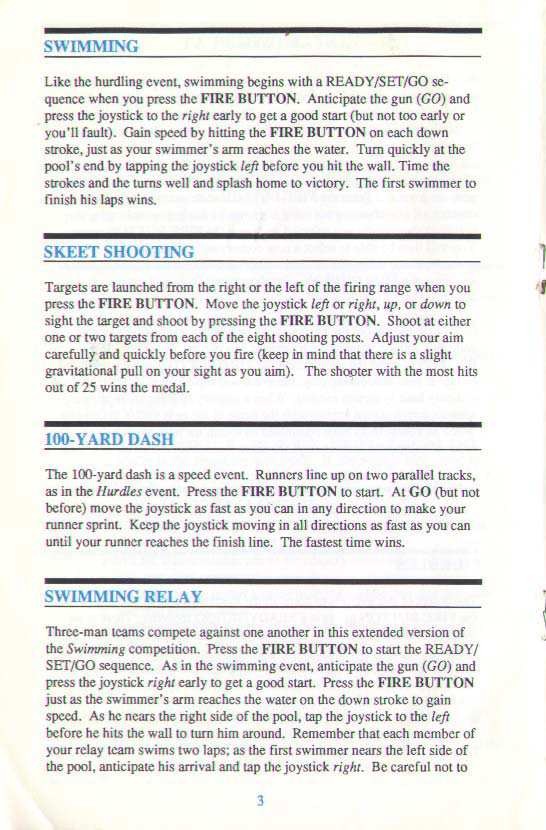 SWIMMING
Like the hurdling event, swimming begins with a READY/SET/GO se-
quence when you press the FIRE BUTTON. Anticipate the gun (GO) and
press the joystick to the right early to get a good start (but not too early or
you'll fault). Gain speed by hitting the FIRE BUTTON on each down
stroke, just as your swimmer's arm reaches the water. Turn quickly at the
pool's end by tapping the joystick left before you hit the wall. Time the
strokes and the turns well and splash home to victory. The first swimmer to
finish his laps wins.
SKEET SHOOTING
Targets are launched from the right or the left of the firing range when you
press the FIRE BUTTON. Move the joystick left or right, up, or down to
sight the target and shoot by pressing the FIRE BUTTON. Shoot at either
one or two targets from each of the eight shooting posts. Adjust your aim
carefully and quickly before you fire (keep in mind that there is a slight
gravitational pull on your sight as you aim). The shooter with the most hits
out of 25 wins the medal.
100-YARD DASH
The 100-yard dash is a speed event. Runners line up on two parallel tracks,
as in the Hurdles event. Press the FIRE BUTTON to start. At GO (but not
before) move the joystick as fast as you can in any direction to make your
runner sprint. Keep the joystick moving in all directions as fast as you can
until your runner reaches the finish line. The fastest time wins.
SWIMMING RELAY
Three-man teams compete against one another in this extended version of
the Swimming competition. Press the FIRE BUTTON to start the READY/
SET/GO sequence. As in the swimming event, anticipate the gun (GO) and
press the joystick right early to get a good start. Press the FIRE BUTTON
just as the swimmer's arm reaches the water on the down stroke to gain
speed. As he nears the right side of the pool, tap the joystick to the left
before he hits the wall to turn him around. Remember that each member of
your relay team swims two laps; as the first swimmer nears the left side of
the pool, anticipate his arrival and tap the joystick right. Be careful not to
3